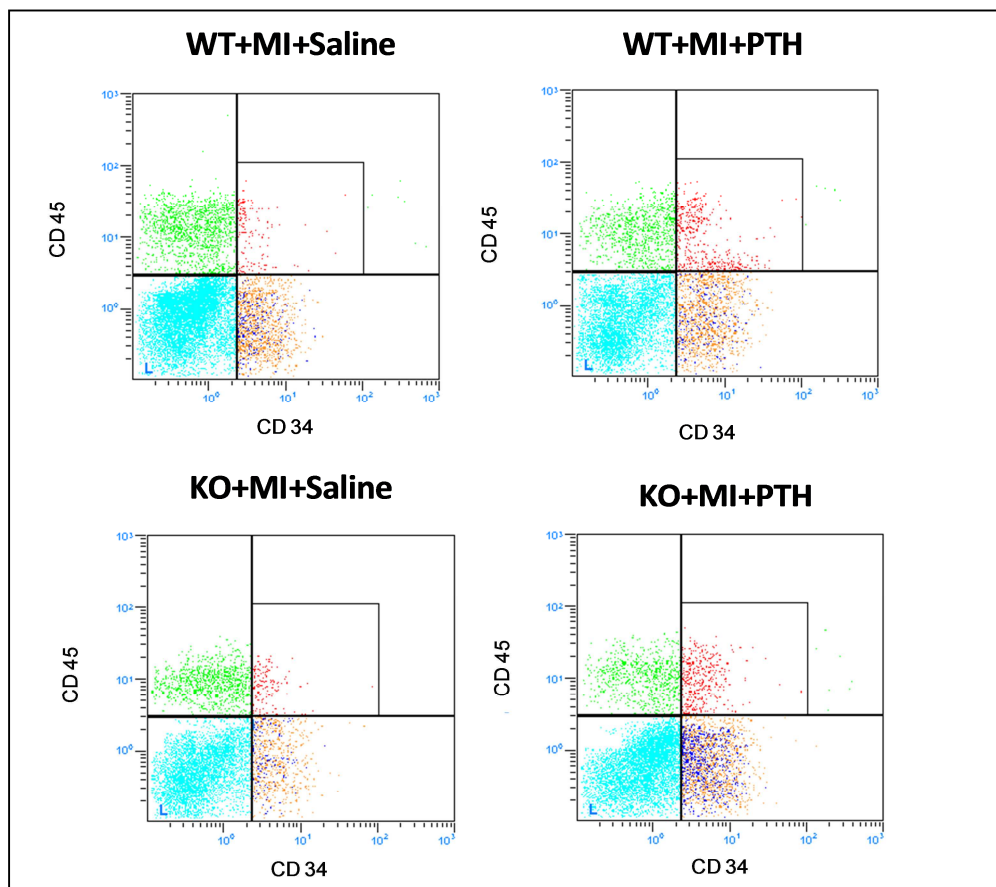 WT+MI+Saline
WT+MI+PTH
10³
10²
10¹
10⁰
CD 45
L
10⁰ 10¹ 10² 10³
CD 34
10³
10²
10¹
10⁰
CD 45
L
10⁰ 10¹ 10² 10³
CD 34
KO+MI+Saline
KO+MI+PTH
10³
10²
10¹
10⁰
CD 45
L
10⁰ 10¹ 10² 10³
CD 34
10³
10²
10¹
10⁰
CD 45
L
10⁰ 10¹ 10² 10³
CD 34